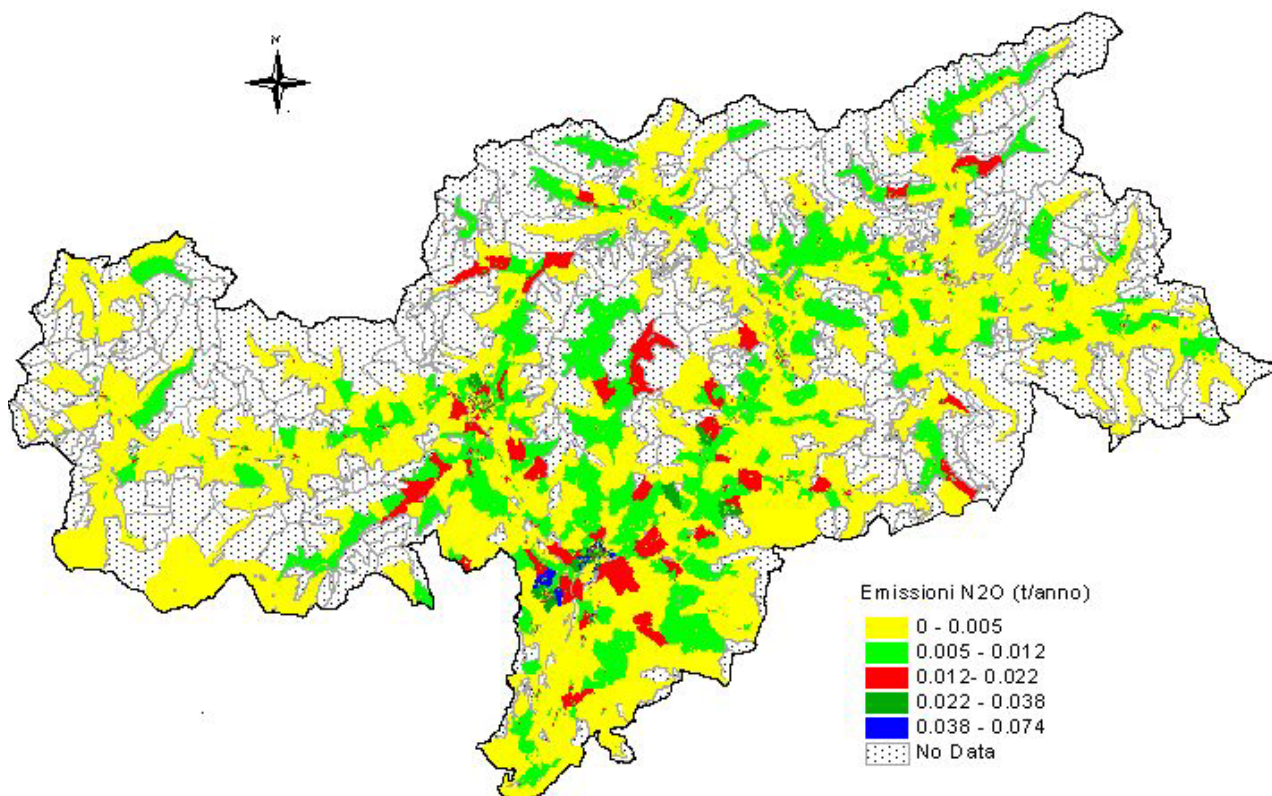 N
Emissioni N2O (t/anno)
0 - 0.005
0.005 - 0.012
0.012- 0.022
0.022 - 0.038
0.038 - 0.074
No Data